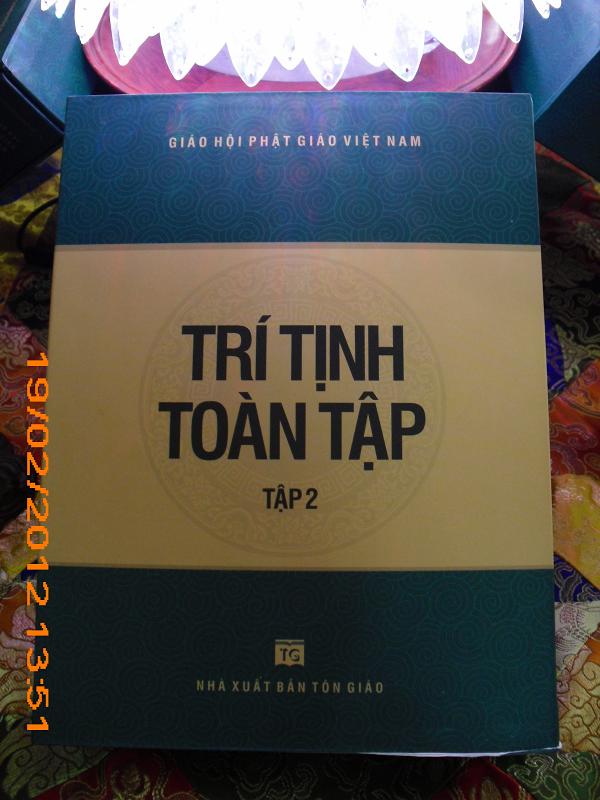 GIÁO HỘI PHẬT GIÁO VIỆT NAM
TRÍ TỊNH
TOÀN TẬP
TẬP 2
TG
NHÀ XUẤT BẢN TÔN GIÁO
19/02/2012 13:51